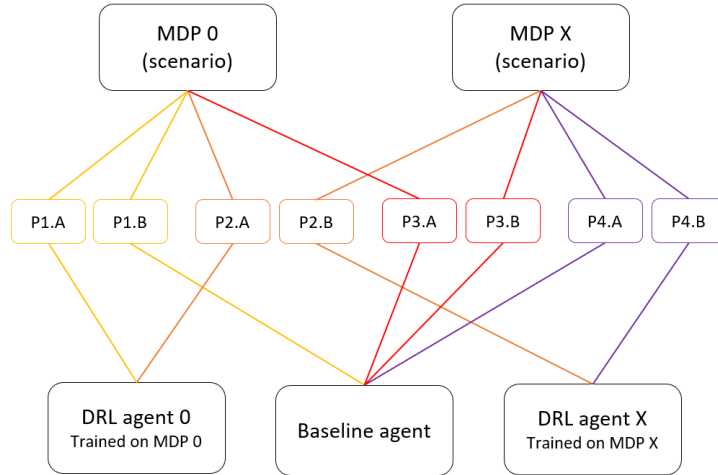 MDP 0
(scenario)
MDP X
(scenario)
P1.A
P1.B
P2.A
P2.B
P3.A
P3.B
P4.A
P4.B
DRL agent 0
Trained on MDP 0
Baseline agent
DRL agent X
Trained on MDP X